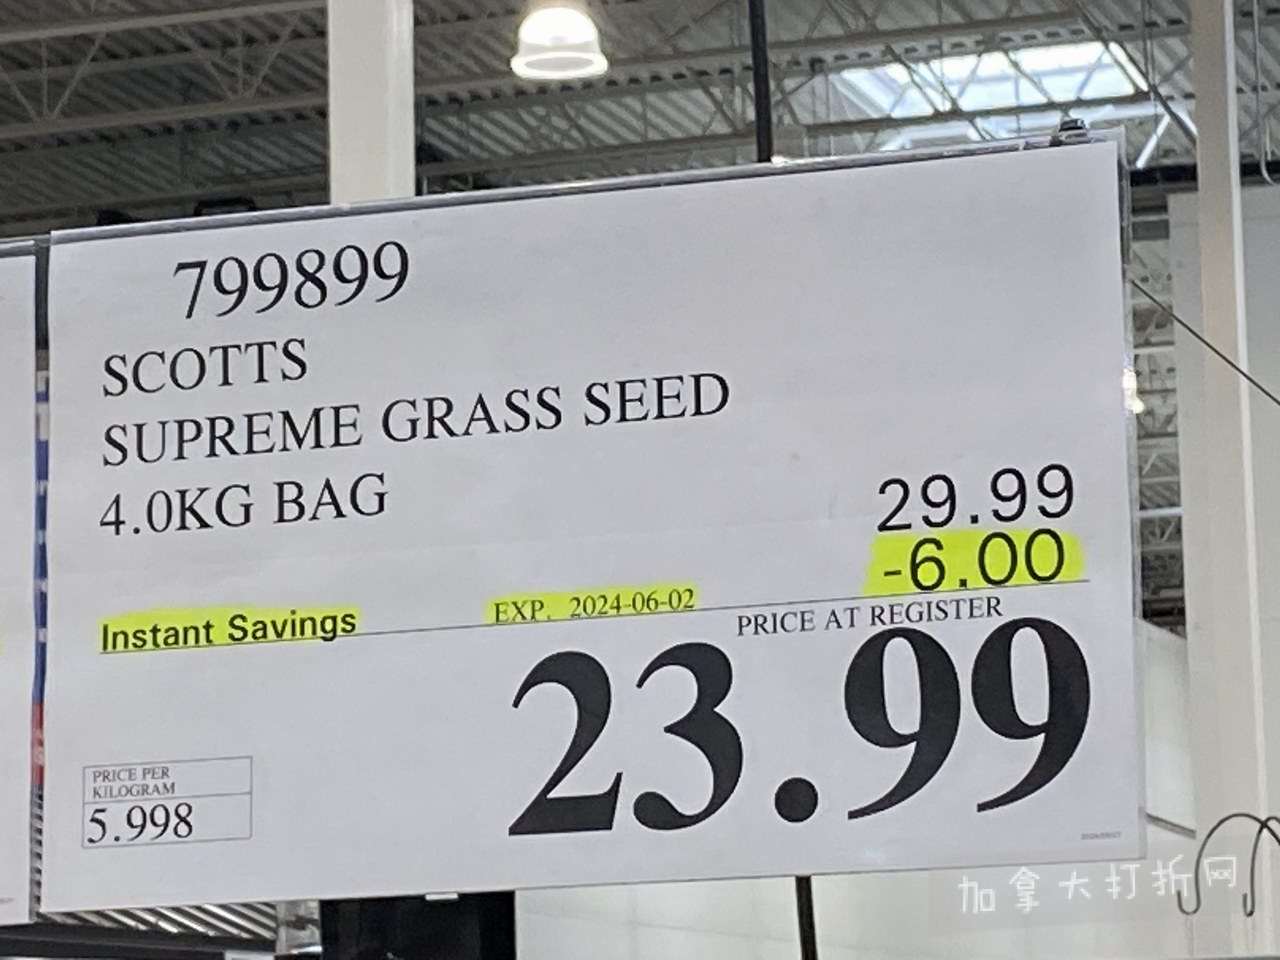 799899
SCOTTS
SUPREME GRASS SEED
4.0KG BAG
29.99
-6.00
Instant Savings
EXP. 2024-06-02
PRICE AT REGISTER
23.99
PRICE PER
KILOGRAM
5.998
加拿大打折网